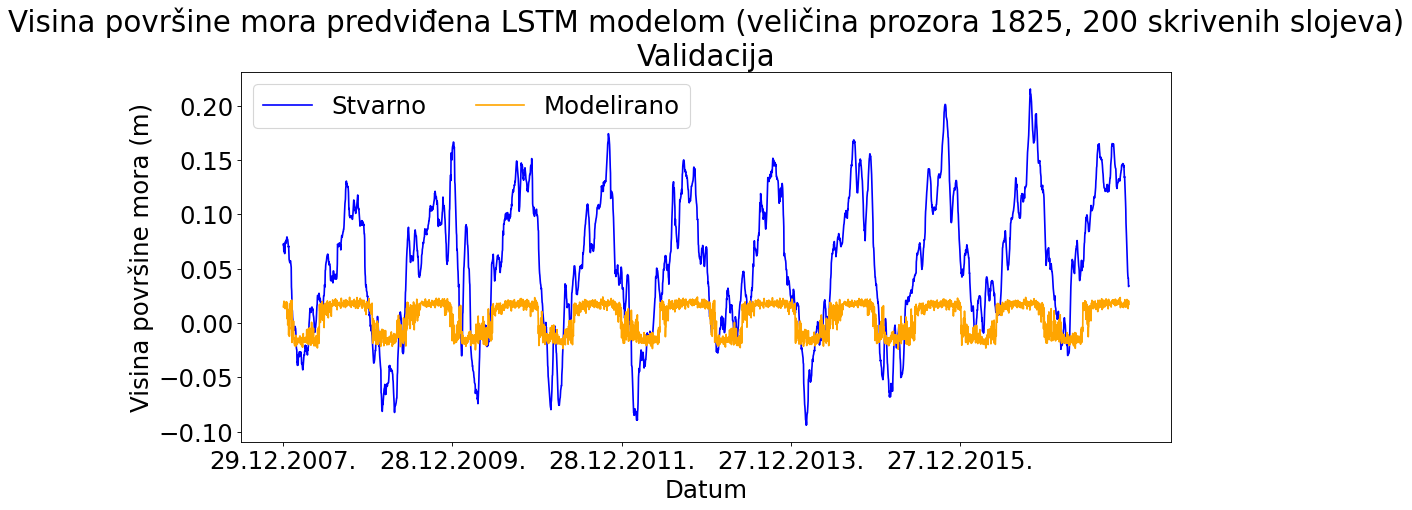 Visina površine mora predviđena LSTM modelom (veličina prozora 1825, 200 skrivenih slojeva)
Validacija
Stvarno Modelirano
Visina površine mora (m)
0.20
0.15
0.10
0.05
0.00
−0.05
−0.10
29.12.2007. 28.12.2009. 28.12.2011. 27.12.2013. 27.12.2015.
Datum